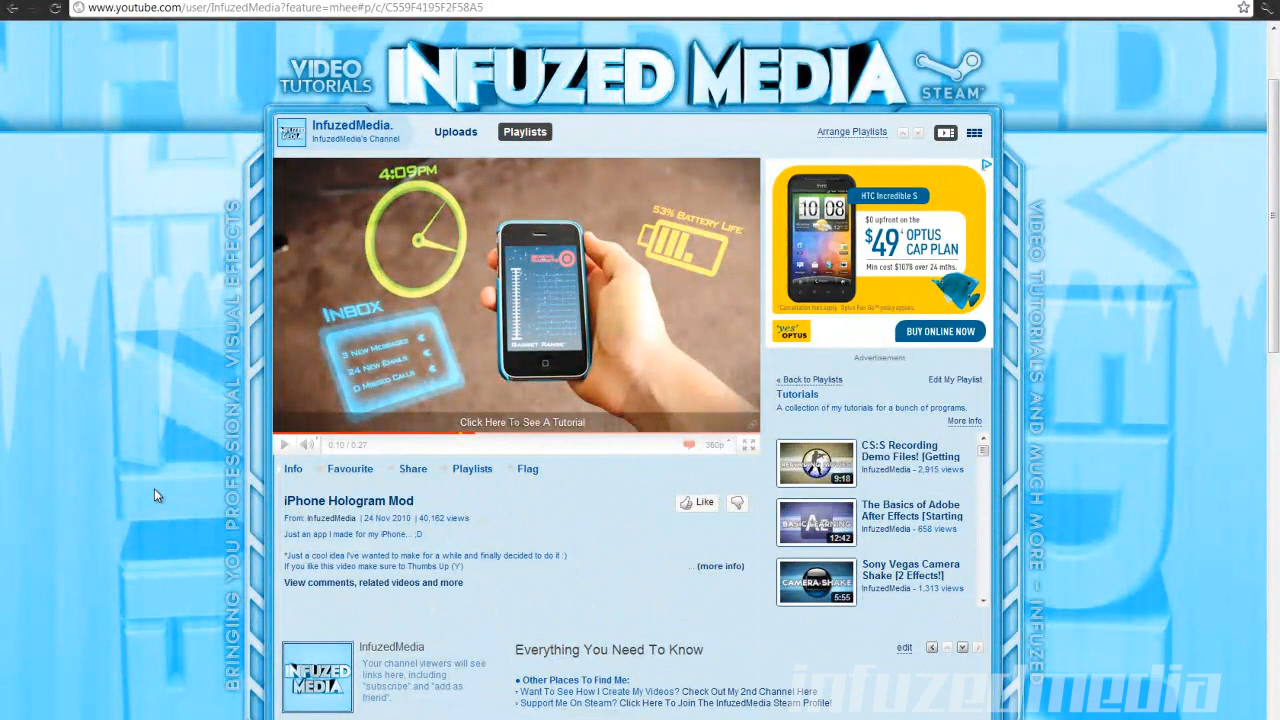 www.youtube.com/user/InfuzedMedia?feature=mhee#p/c/C559F4195F2F58A5
VIDEO
TUTORIALS
INFUZED MEDIA
STEAM
InfuzedMedia.
InfuzedMedia's Channel
Uploads
Playlists
Arrange Playlists
4:09PM
53% BATTERY LIFE
INBOX
3 NEW MESSAGES
24 NEW EMAILS
0 MISSED CALLS
GADGET RANGE
Click Here To See A Tutorial
10 08
HTC Incredible S
$0 upfront on the
$49 OPTUS
CAP PLAN
Min cost $1078 over 24 mths.
'yes'
OPTUS
BUY ONLINE NOW
Advertisement
0:10 / 0:27
360p
« Back to Playlists
Edit My Playlist
Tutorials
A collection of my tutorials for a bunch of programs.
More info
Info
Favourite
Share
Playlists
Flag
CS:S Recording
Demo Files! [Getting
InfuzedMedia - 2,915 views
9:18
iPhone Hologram Mod
Like
From: InfuzedMedia | 24 Nov 2010 | 40,162 views
Just an app I made for my iPhone... ;D
*Just a cool idea I've wanted to make for a while and finally decided to do it :)
If you like this video make sure to Thumbs Up (Y)
... (more info)
View comments, related videos and more
The Basics of Adobe
After Effects [Starting
InfuzedMedia - 658 views
BASIC LEARNING
12:42
Sony Vegas Camera
Shake [2 Effects!]
InfuzedMedia - 1,313 views
CAMERA SHAKE
5:55
BRINGING YOU PROFESSIONAL VISUAL EFFECTS
VIDEO TUTORIALS AND MUCH MORE - INFUZED
INFUZED
MEDIA
InfuzedMedia
Your channel viewers will see
links here, including
"subscribe" and "add as
friend".
Everything You Need To Know
edit
● Other Places To Find Me:
◦ Want To See How I Create My Videos? Check Out My 2nd Channel Here
◦ Support Me On Steam? Click Here To Join The InfuzedMedia Steam Profile!
infuzedmedia